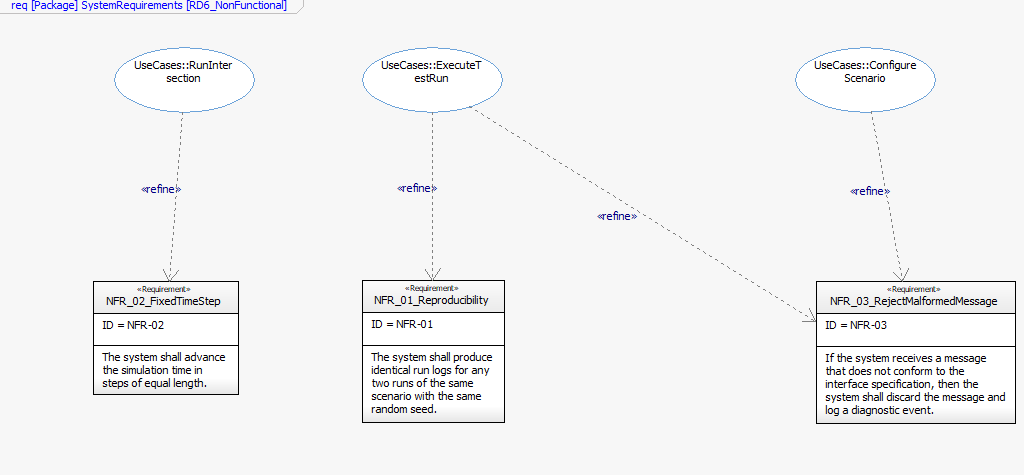 req [Package] SystemRequirements [RD6_NonFunctional]
UseCases::RunInter
section
UseCases::ExecuteT
estRun
UseCases::Configure
Scenario
«refine»
«refine»
«refine»
«refine»
«Requirement»
NFR_02_FixedTimeStep
ID = NFR-02
The system shall advance
the simulation time in
steps of equal length.
«Requirement»
NFR_01_Reproducibility
ID = NFR-01
The system shall produce
identical run logs for any
two runs of the same
scenario with the same
random seed.
«Requirement»
NFR_03_RejectMalformedMessage
ID = NFR-03
If the system receives a message
that does not conform to the
interface specification, then the
system shall discard the message and
log a diagnostic event.